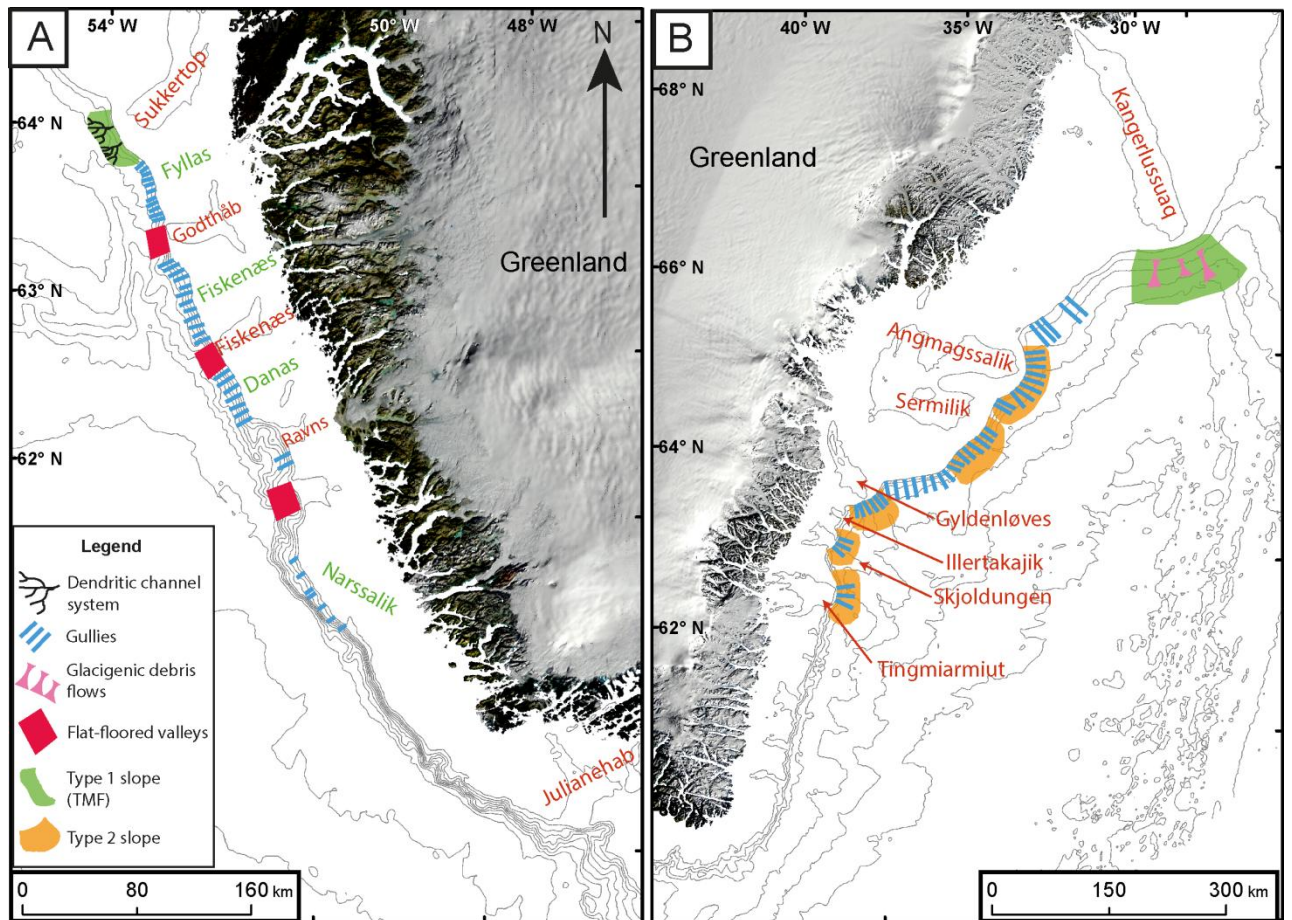 A
54° W
52° W
50° W
48° W
N
64° N
63° N
62° N
Sukkertop
Fyllas
Godthåb
Fiskenæs
Fiskenæs
Danas
Ravns
Narssalik
Julianehab
Greenland
Legend
Dendritic channel
system
Gullies
Glacigenic debris
flows
Flat-floored valleys
Type 1 slope
(TMF)
Type 2 slope
0 80 160 km
B
40° W
35° W
30° W
68° N
66° N
64° N
62° N
Greenland
Kangerlussuaq
Angmagssalik
Sermilik
Gyldenløves
Illertakajik
Skjoldungen
Tingmiarmiut
0 150 300 km